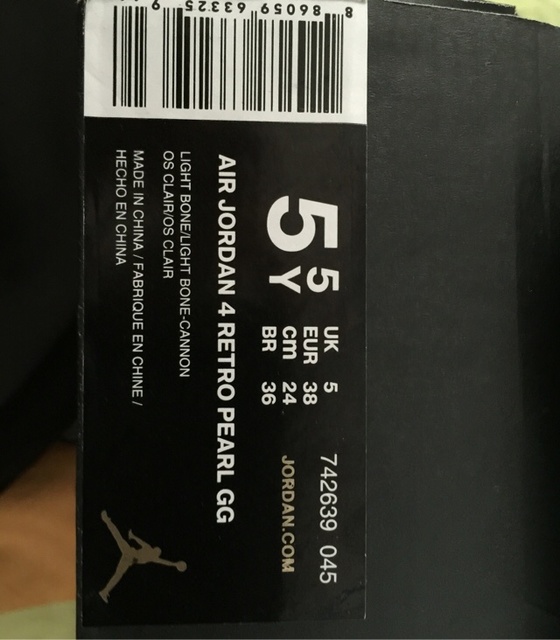 8 86059 63325 9
742639 045
5Y 5
UK 5
EUR 38
cm 24
BR 36
JORDAN.COM
AIR JORDAN 4 RETRO PEARL GG
LIGHT BONE/LIGHT BONE-CANNON
OS CLAIR/OS CLAIR
MADE IN CHINA / FABRIQUE EN CHINE /
HECHO EN CHINA